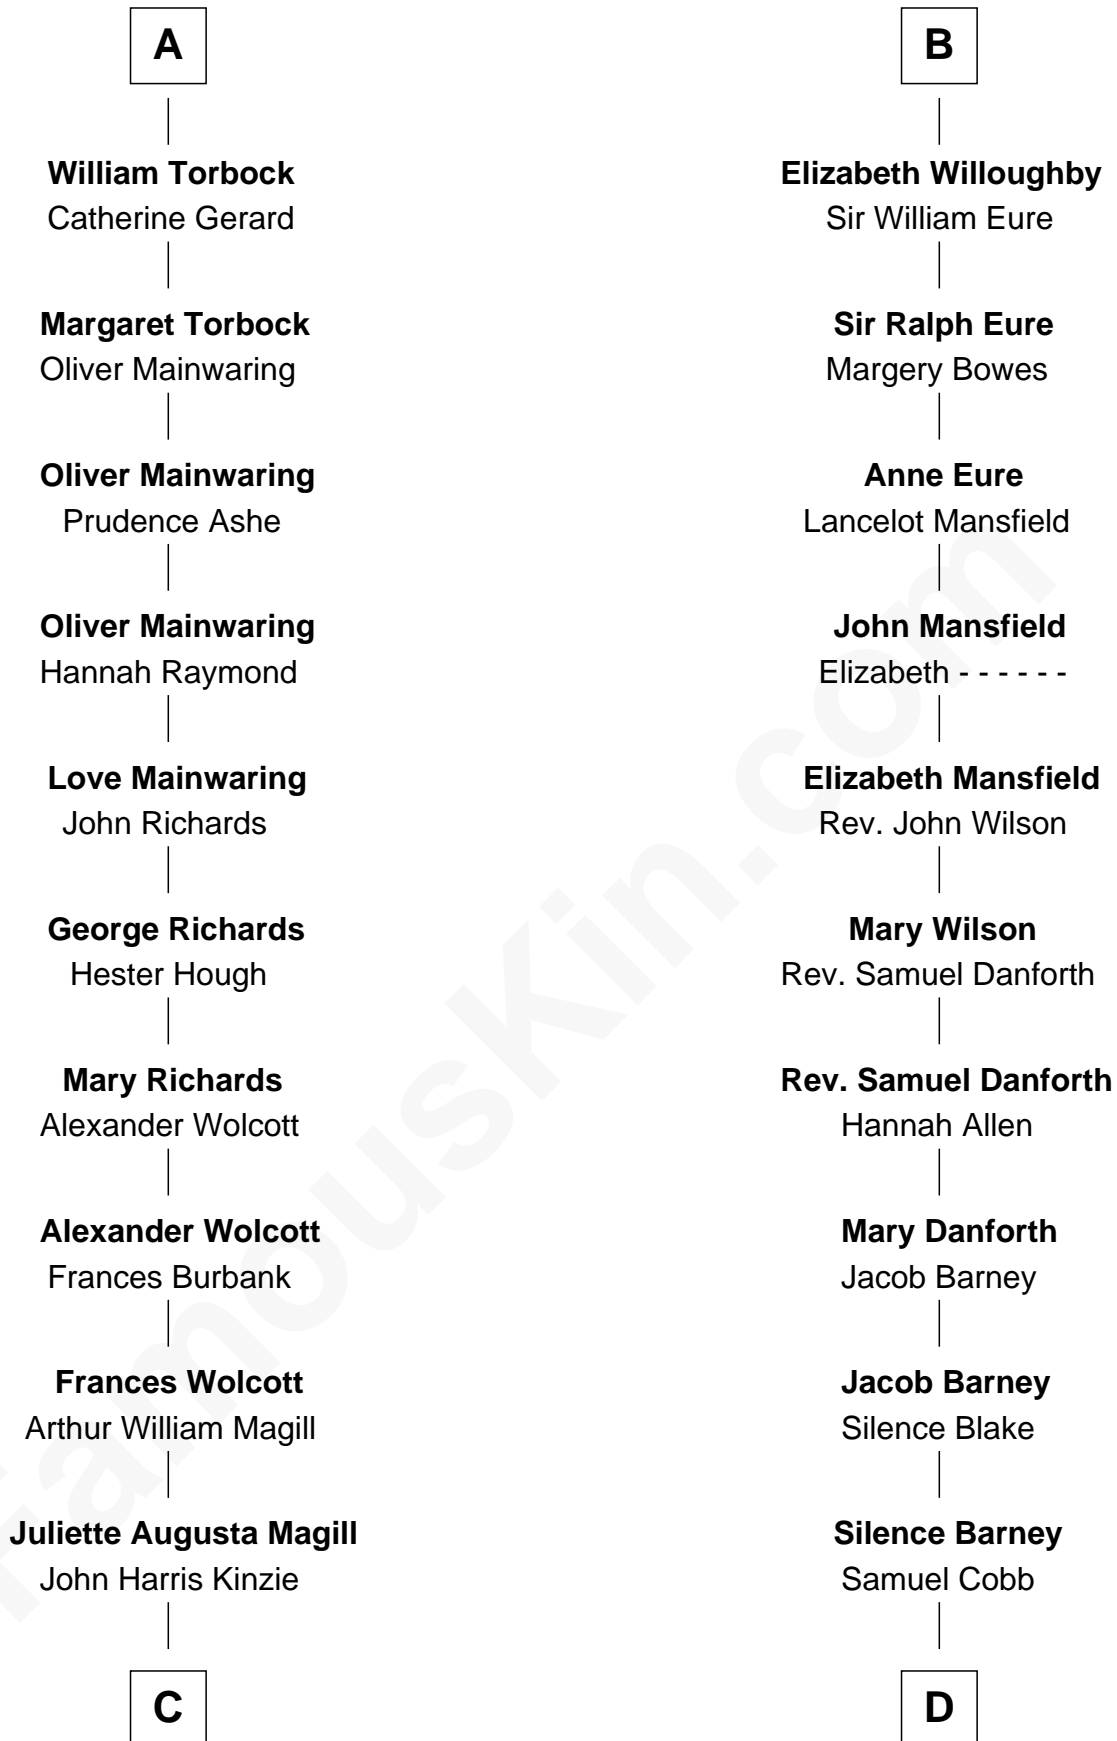 A
William Torbock
Catherine Gerard
Margaret Torbock
Oliver Mainwaring
Oliver Mainwaring
Prudence Ashe
Oliver Mainwaring
Hannah Raymond
Love Mainwaring
John Richards
George Richards
Hester Hough
Mary Richards
Alexander Wolcott
Alexander Wolcott
Frances Burbank
Frances Wolcott
Arthur William Magill
Juliette Augusta Magill
John Harris Kinzie
C
B
Elizabeth Willoughby
Sir William Eure
Sir Ralph Eure
Margery Bowes
Anne Eure
Lancelot Mansfield
John Mansfield
Elizabeth - - - - - -
Elizabeth Mansfield
Rev. John Wilson
Mary Wilson
Rev. Samuel Danforth
Rev. Samuel Danforth
Hannah Allen
Mary Danforth
Jacob Barney
Jacob Barney
Silence Blake
Silence Barney
Samuel Cobb
D
FamousKin.com